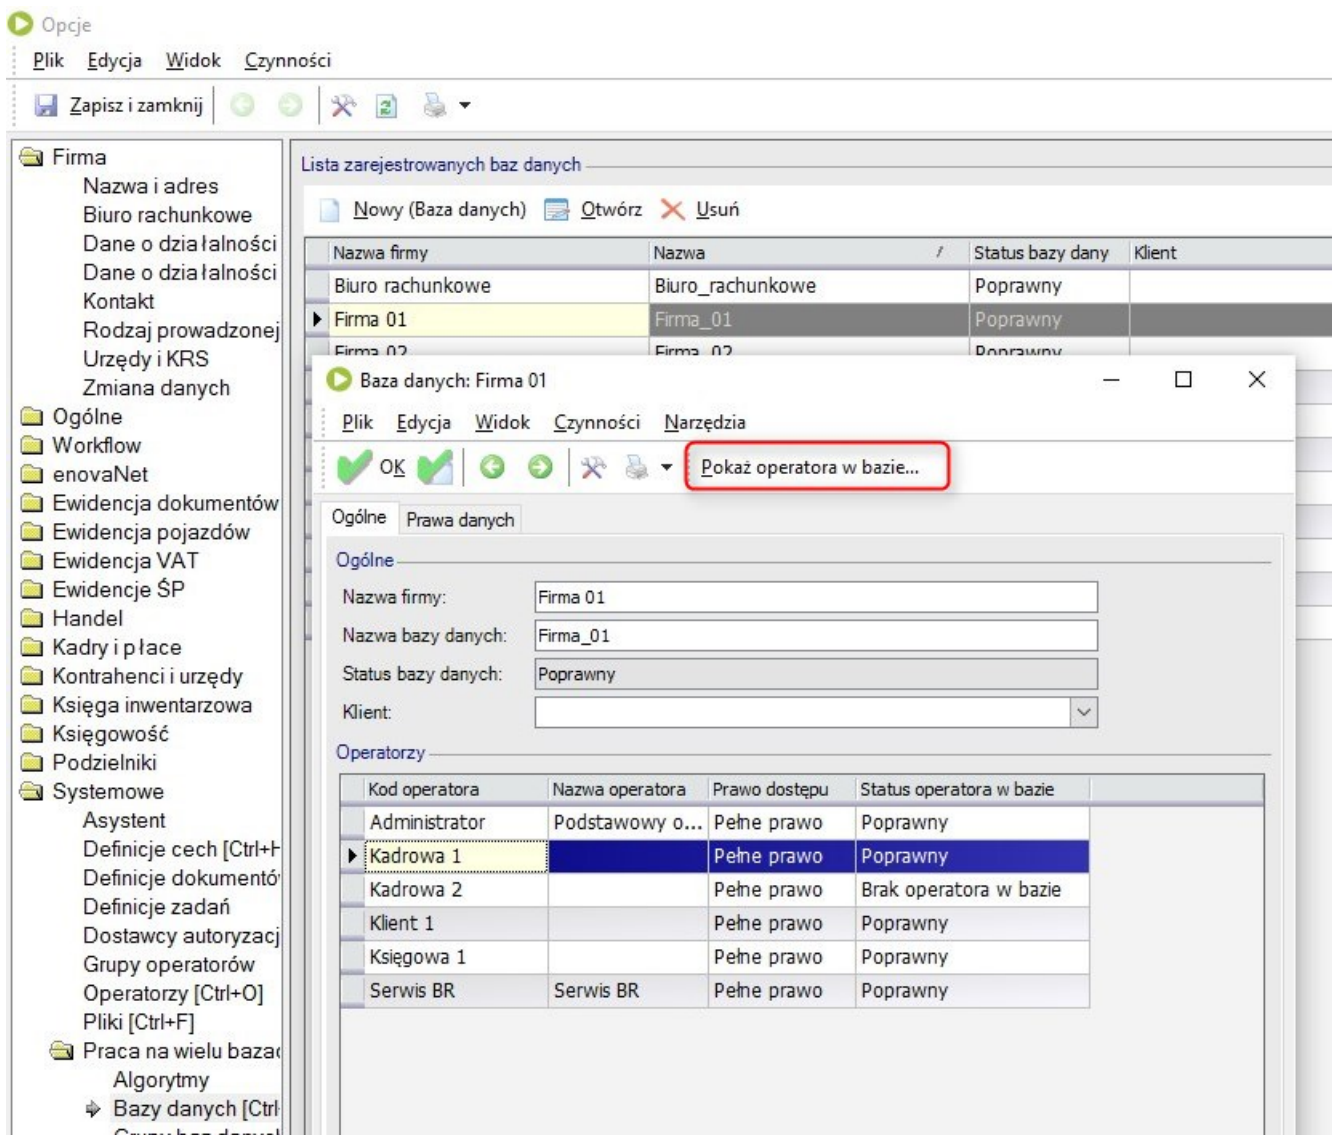 Opcje
Plik Edycja Widok Czynności
Zapisz i zamknij
Firma
Nazwa i adres
Biuro rachunkowe
Dane o działalności
Dane o działalności
Kontakt
Rodzaj prowadzonej
Urzędy i KRS
Zmiana danych
Ogólne
Workflow
enovaNet
Ewidencja dokumentów
Ewidencja pojazdów
Ewidencja VAT
Ewidencje ŚP
Handel
Kadry i płace
Kontrahenci i urzędy
Księga inwentarzowa
Księgowość
Podzielniki
Systemowe
Asystent
Definicje cech [Ctrl+H
Definicje dokumentó
Definicje zadań
Dostawcy autoryzacj
Grupy operatorów
Operatorzy [Ctrl+O]
Pliki [Ctrl+F]
Praca na wielu bazac
Algorytmy
Bazy danych [Ctrl
Lista zarejestrowanych baz danych
Nowy (Baza danych) Otwórz Usuń
Nazwa firmy Nazwa / Status bazy dany Klient
Biuro rachunkowe Biuro_rachunkowe Poprawny
Firma 01 Firma_01 Poprawny
Firma 02 Firma_02 Poprawny
Baza danych: Firma 01
Plik Edycja Widok Czynności Narzędzia
OK Pokaż operatora w bazie...
Ogólne Prawa danych
Ogólne
Nazwa firmy: Firma 01
Nazwa bazy danych: Firma_01
Status bazy danych: Poprawny
Klient:
Operatorzy
Kod operatora Nazwa operatora Prawo dostępu Status operatora w bazie
Administrator Podstawowy o... Pełne prawo Poprawny
Kadrowa 1 Pełne prawo Poprawny
Kadrowa 2 Pełne prawo Brak operatora w bazie
Klient 1 Pełne prawo Poprawny
Księgowa 1 Pełne prawo Poprawny
Serwis BR Serwis BR Pełne prawo Poprawny